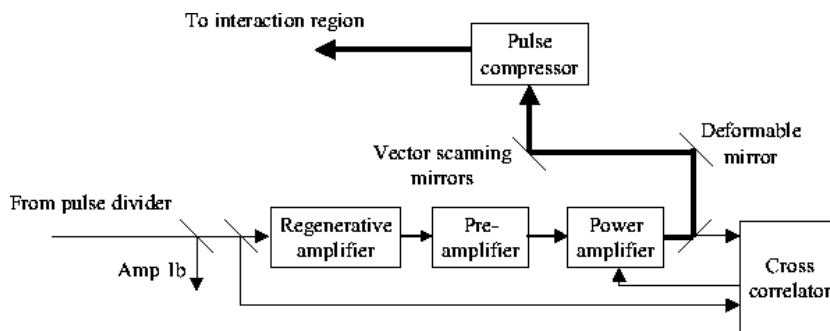 To interaction region
Pulse
compressor
Deformable
mirror
Vector scanning
mirrors
From pulse divider
Regenerative
amplifier
Pre-
amplifier
Power
amplifier
Amp 1b
Cross
correlator